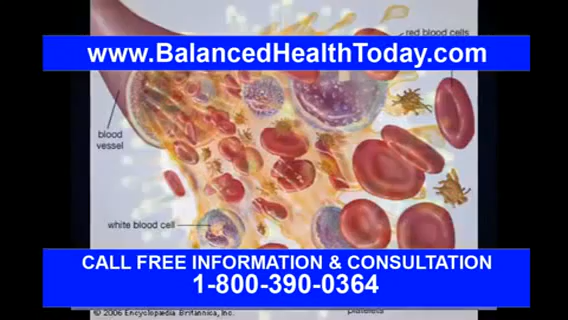 www.BalancedHealthToday.com
red blood cells
blood
vessel
white blood cell
CALL FREE INFORMATION & CONSULTATION
1-800-390-0364
© 2006 Encyclopædia Britannica, Inc.
platelets